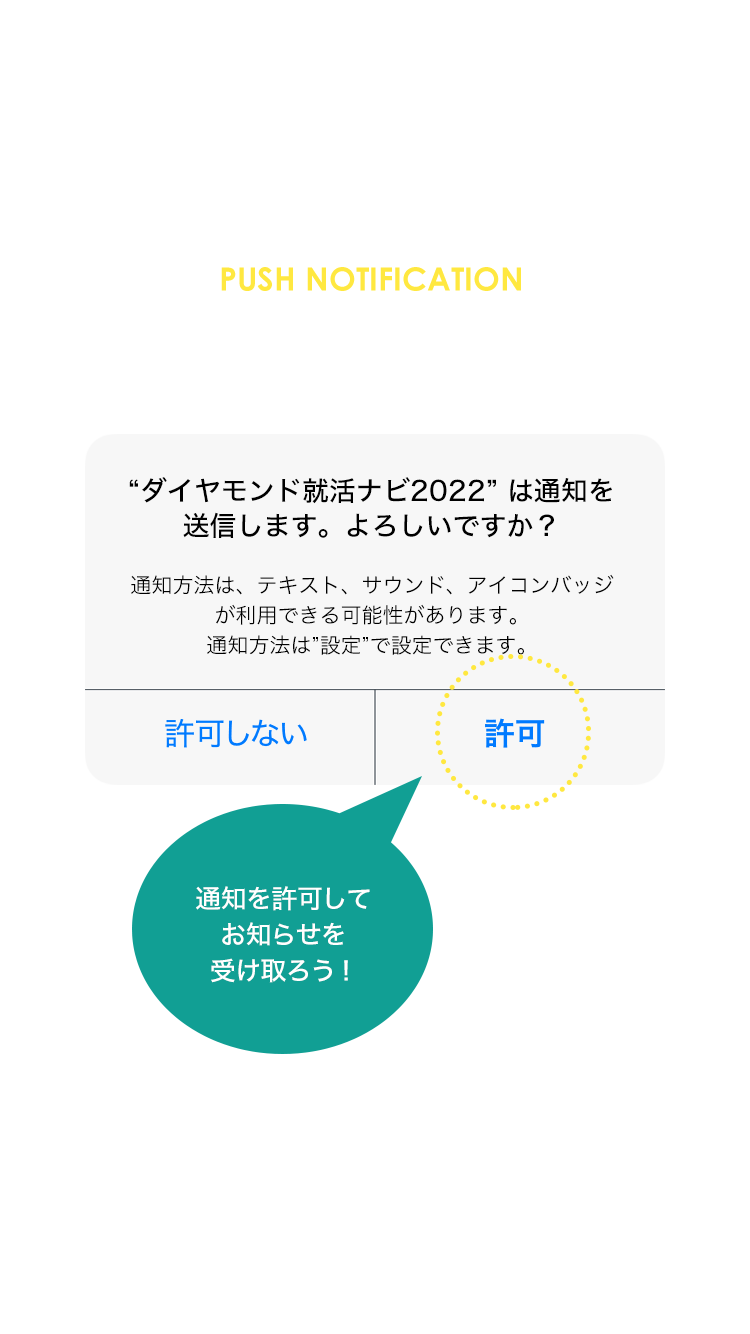 PUSH NOTIFICATION
“ダイヤモンド就活ナビ2022” は通知を
送信します。よろしいですか？
通知方法は、テキスト、サウンド、アイコンバッジ
が利用できる可能性があります。
通知方法は”設定”で設定できます。
許可しない
許可
通知を許可して
お知らせを
受け取ろう！